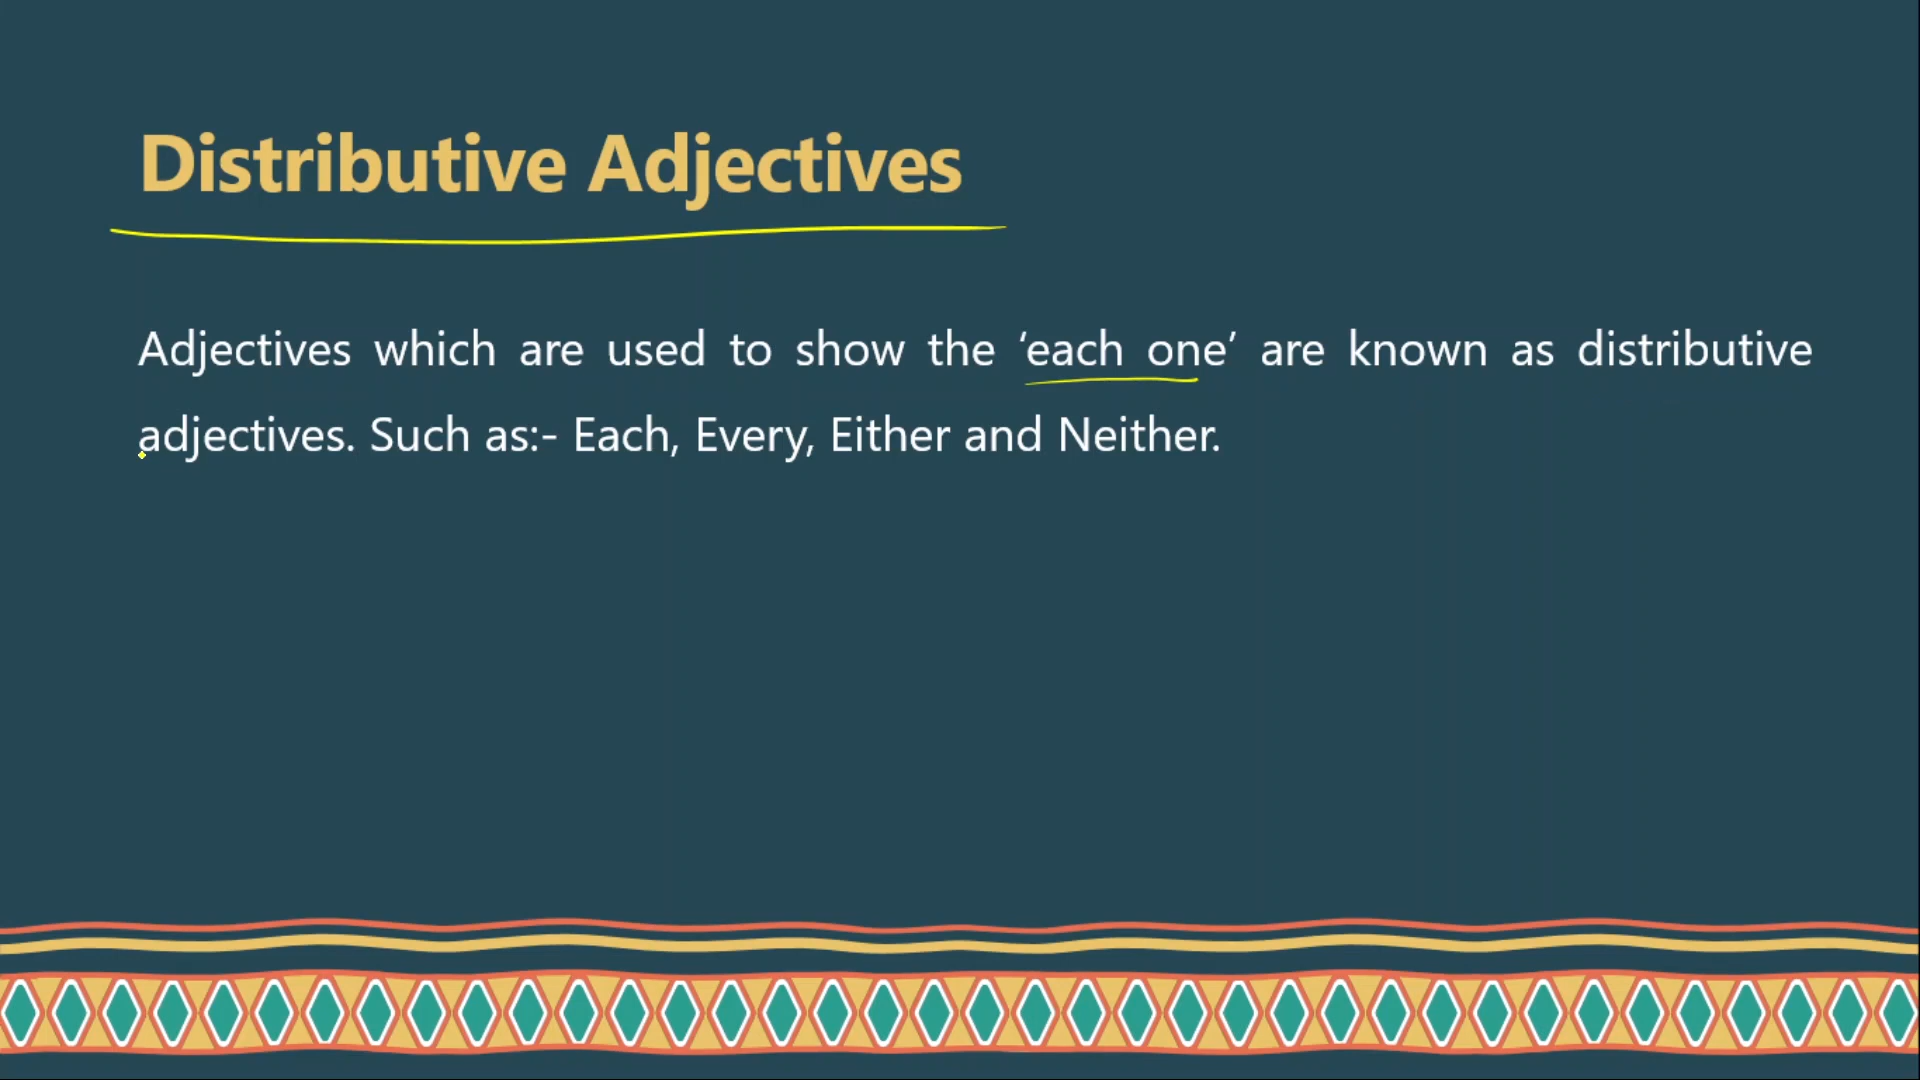 Distributive Adjectives
Adjectives which are used to show the ‘each one’ are known as distributive
adjectives. Such as:- Each, Every, Either and Neither.